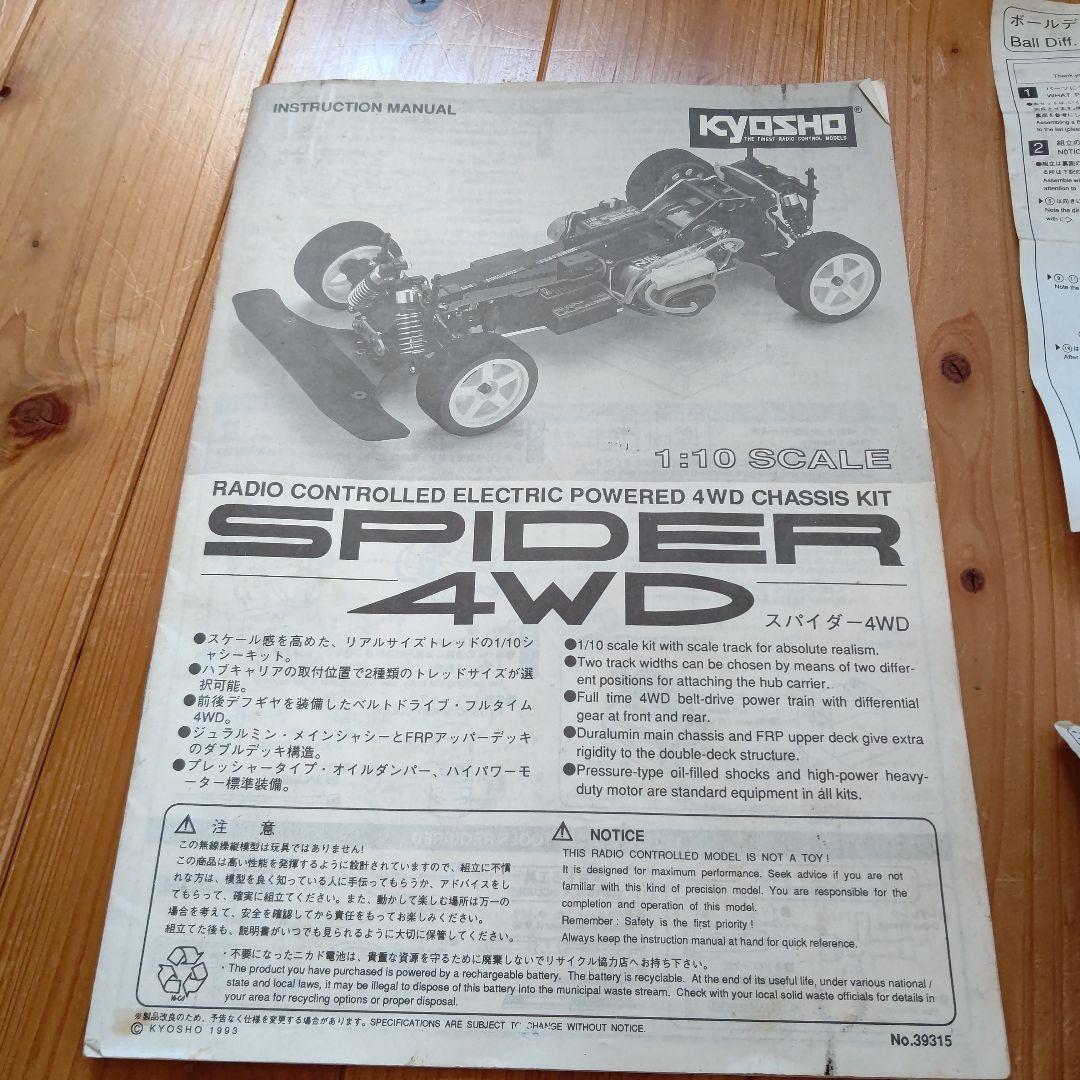 INSTRUCTION MANUAL
KYOSHO®
THE FINEST RADIO CONTROL MODELS
1:10 SCALE
RADIO CONTROLLED ELECTRIC POWERED 4WD CHASSIS KIT
SPIDER
4WD
スパイダー4WD
●スケール感を高めた、リアルサイズトレッドの1/10シ
ャシーキット。
●ハブキャリアの取付位置で2種類のトレッドサイズが選
択可能。
●前後デフギヤを装備したベルトドライブ・フルタイム
4WD。
●ジュラルミン・メインシャシーとFRPアッパーデッキ
のダブルデッキ構造。
●プレッシャータイプ・オイルダンパー、ハイパワーモ
ーター標準装備。
●1/10 scale kit with scale track for absolute realism.
●Two track widths can be chosen by means of two differ-
ent positions for attaching the hub carrier.
●Full time 4WD belt-drive power train with differential
gear at front and rear.
●Duralumin main chassis and FRP upper deck give extra
rigidity to the double-deck structure.
●Pressure-type oil-filled shocks and high-power heavy-
duty motor are standard equipment in all kits.
注 意
この無線操縦模型は玩具ではありません!
この商品は高い性能を発揮するように設計されていますので、組立に不慣
れな方は、模型を良く知っている人に手伝ってもらうか、アドバイスをし
てもらって、確実に組立てください。また、動かして楽しむ場所は万一の
場合を考えて、安全を確認してから責任をもってお楽しみください。
組立てた後も、説明書がいつでも見られるように大切に保管してください。
NOTICE
THIS RADIO CONTROLLED MODEL IS NOT A TOY!
It is designed for maximum performance. Seek advice if you are not
familiar with this kind of precision model. You are responsible for the
completion and operation of this model.
Remember: Safety is the first priority!
Always keep the instruction manual at hand for quick reference.
Ni-Cd
・不要になったニカド電池は、貴重な資源を守るために廃棄しないでリサイクル協力店へお持ち下さい。
・The product you have purchased is powered by a rechargeable battery. The battery is recyclable. At the end of its useful life, under various national /
state and local laws, it may be illegal to dispose of this battery into the municipal waste stream. Check with your local solid waste officials for details in
your area for recycling options or proper disposal.
※製品改良のため、予告なく仕様を変更する場合があります。SPECIFICATIONS ARE SUBJECT TO CHANGE WITHOUT NOTICE.
© KYOSHO 1993
No.39315
ボールデ
Ball Diff.
1
2
NOTIC